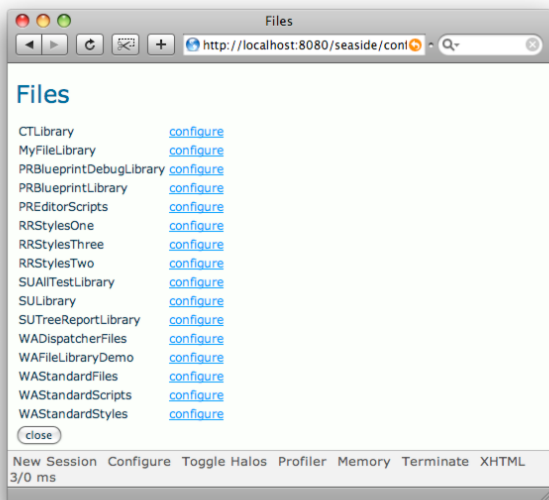 Files
http://localhost:8080/seaside/conf
Files
CTLibrary configure
MyFileLibrary configure
PRBlueprintDebugLibrary configure
PRBlueprintLibrary configure
PREditorScripts configure
RRStylesOne configure
RRStylesThree configure
RRStylesTwo configure
SUAllTestLibrary configure
SULibrary configure
SUTreeReportLibrary configure
WADispatcherFiles configure
WAFileLibraryDemo configure
WAStandardFiles configure
WAStandardScripts configure
WAStandardStyles configure
close
New Session Configure Toggle Halos Profiler Memory Terminate XHTML
3/0 ms